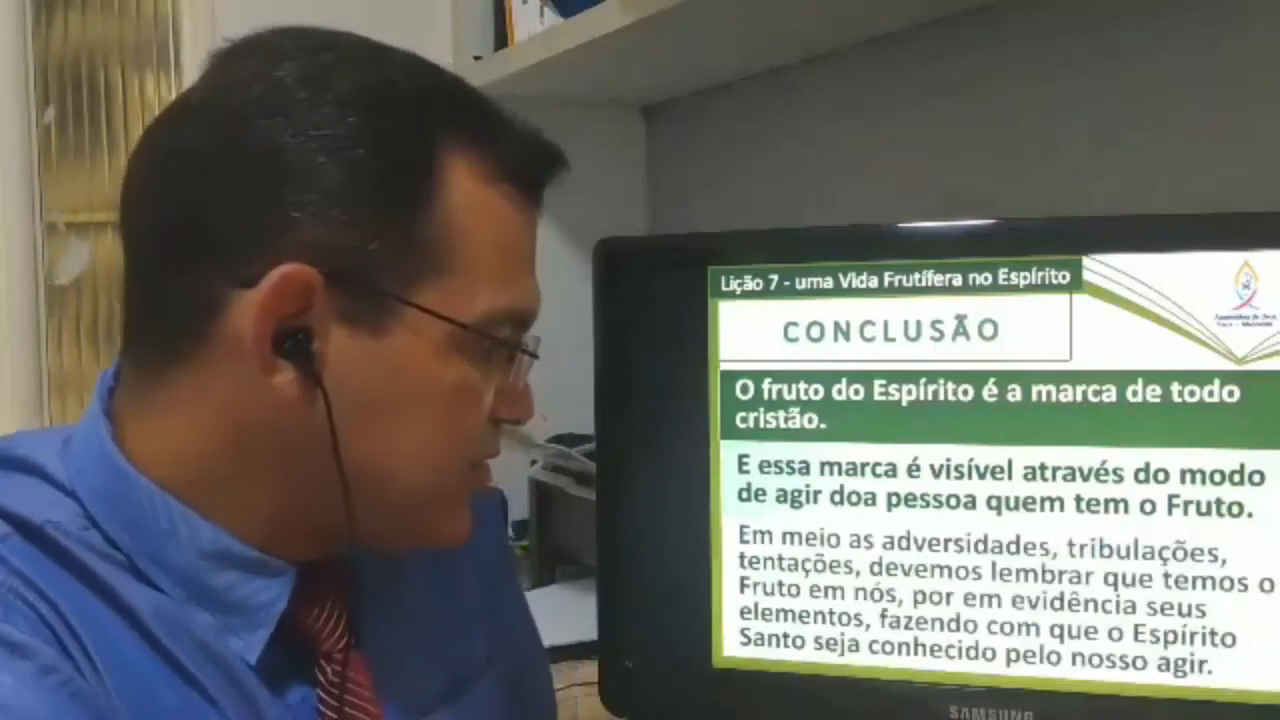 Lição 7 - uma Vida Frutífera no Espírito
CONCLUSÃO
O fruto do Espírito é a marca de todo
cristão.
E essa marca é visível através do modo
de agir doa pessoa quem tem o Fruto.
Em meio as adversidades, tribulações,
tentações, devemos lembrar que temos o
Fruto em nós, por em evidência seus
elementos, fazendo com que o Espírito
Santo seja conhecido pelo nosso agir.
SAMSUNG